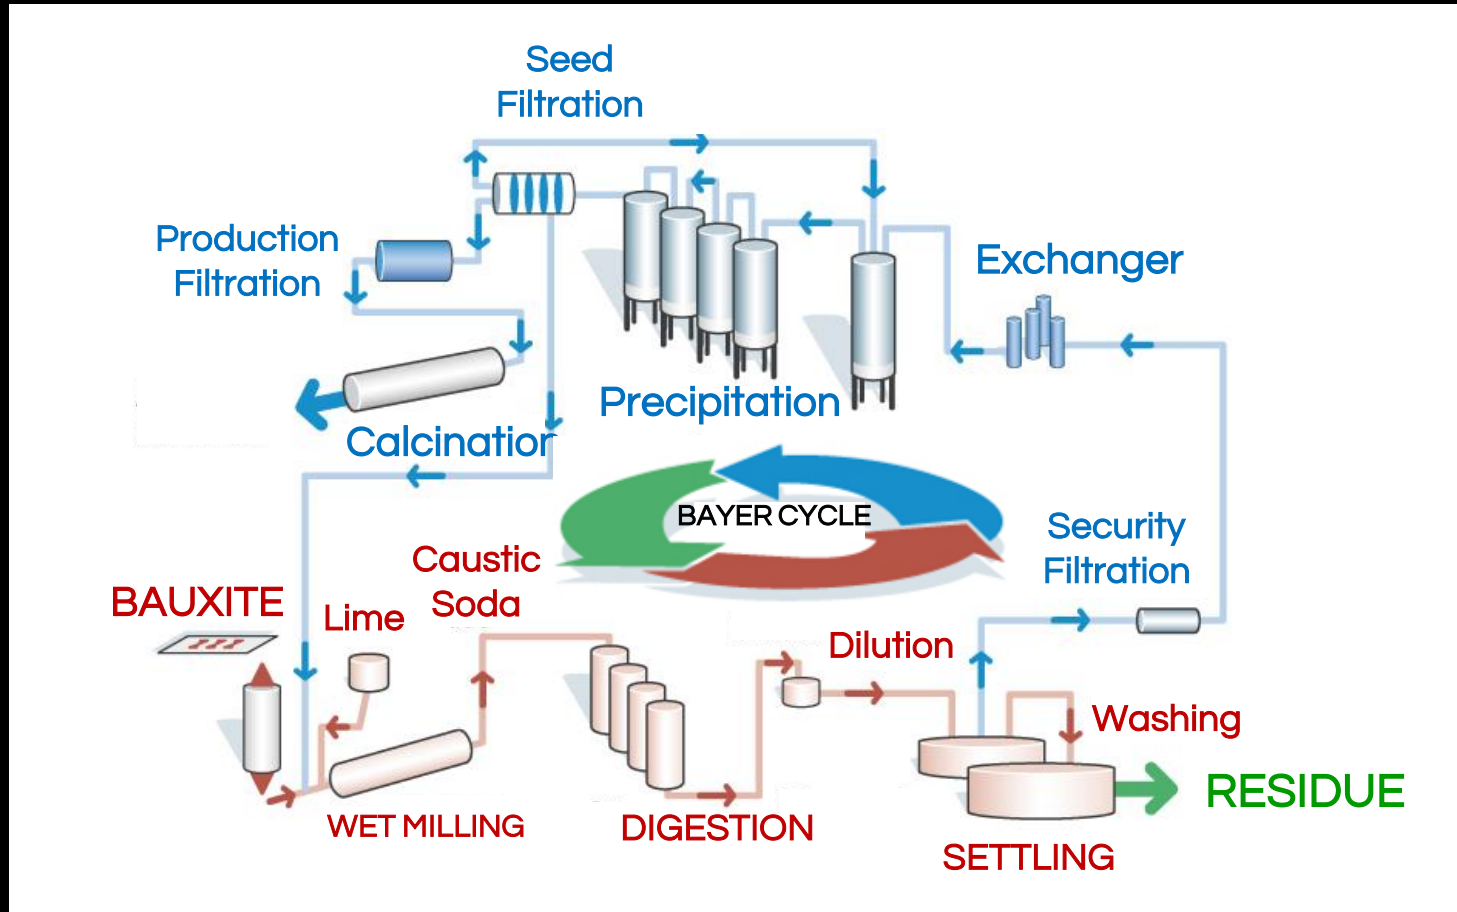 Seed
Filtration
Production
Filtration
Exchanger
Precipitation
Calcination
BAYER CYCLE
Security
Filtration
Caustic
Soda
BAUXITE
Lime
Dilution
Washing
RESIDUE
WET MILLING
DIGESTION
SETTLING